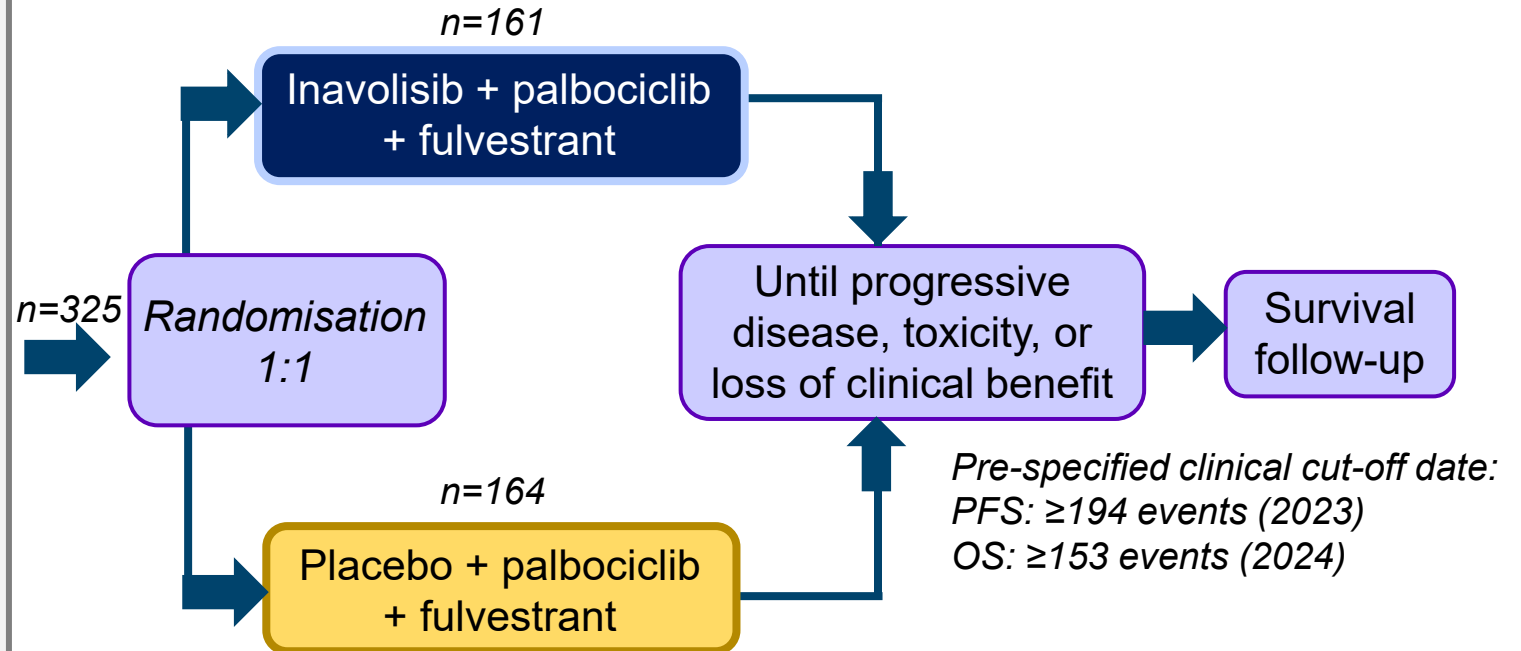 n=161
Inavolisib + palbociclib
+ fulvestrant
n=325
Randomisation
1:1
Until progressive
disease, toxicity, or
loss of clinical benefit
Survival
follow-up
n=164
Placebo + palbociclib
+ fulvestrant
Pre-specified clinical cut-off date:
PFS: ≥194 events (2023)
OS: ≥153 events (2024)